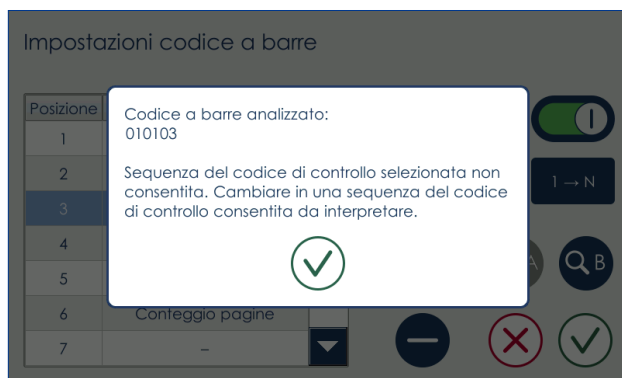 Impostazioni codice a barre
Posizione
Codice a barre analizzato:
010103
Sequenza del codice di controllo selezionata non
consentita. Cambiare in una sequenza del codice
di controllo consentita da interpretare.
1
2
1 → N
3
4
A
B
5
6 Conteggio pagine
7 –